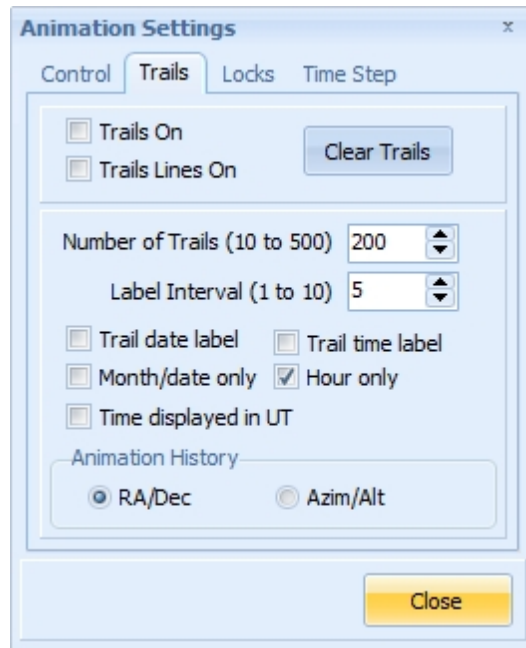 Animation Settings x
Control Trails Locks Time Step
Trails On
Clear Trails
Trails Lines On
Number of Trails (10 to 500) 200
Label Interval (1 to 10) 5
Trail date label Trail time label
Month/date only Hour only
Time displayed in UT
Animation History
RA/Dec Azim/Alt
Close